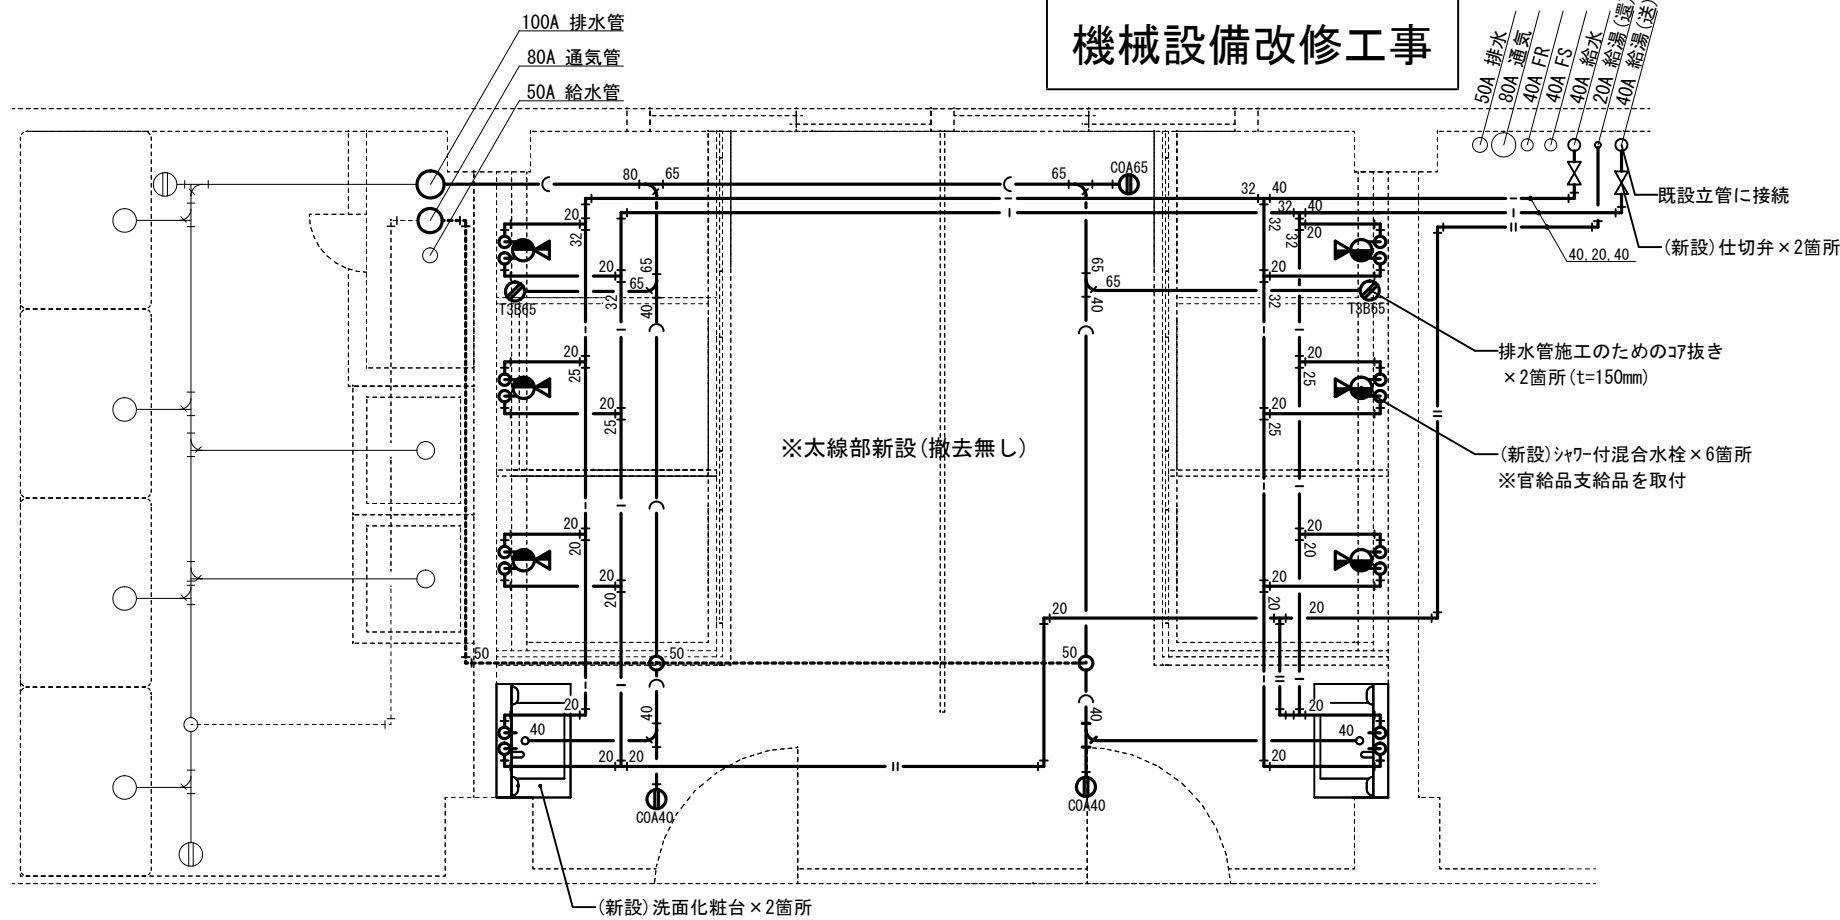 機械設備改修工事
100A 排水管
80A 通気管
50A 給水管
50A 排水
80A 通気
40A FR
40A FS
40A 給水
20A 給湯(還)
40A 給湯(送)
既設立管に接続
(新設)仕切弁×2箇所
40, 20, 40
80 65
65
COA65
32 40
32 40
20
32
32
32
20
20
32
65
65
20
65
65
20
T3B65
32
40
40
32
T3B65
排水管施工のためのコア抜き
×2箇所(t=150mm)
20
25
20
25
20
25
20
25
※太線部新設(撤去無し)
(新設)シャワー付混合水栓×6箇所
※官給品支給品を取付
20
20
20
20
20
20
20
20
20
20
20
50
50
50
20
40
40
20 20
40
20
40
20
COA40
COA40
(新設)洗面化粧台×2箇所